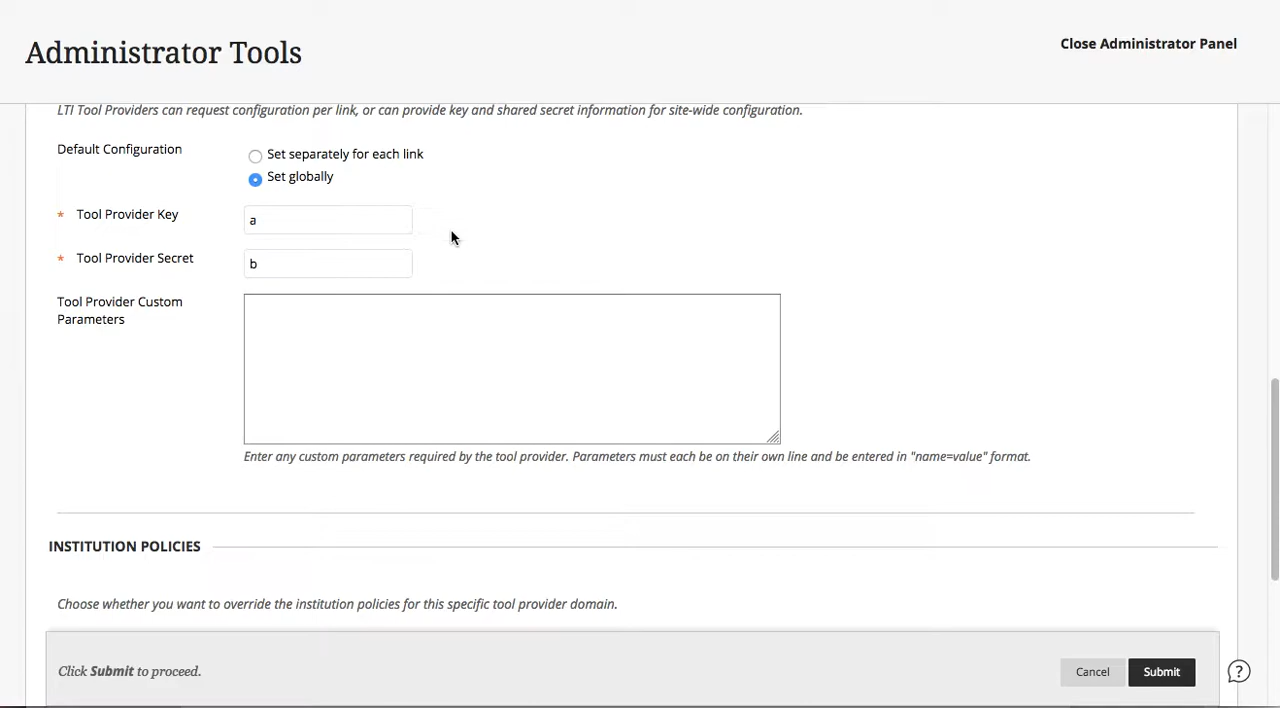 Administrator Tools
Close Administrator Panel
LTI Tool Providers can request configuration per link, or can provide key and shared secret information for site-wide configuration.
Default Configuration
Set separately for each link
Set globally
* Tool Provider Key
a
* Tool Provider Secret
b
Tool Provider Custom
Parameters
Enter any custom parameters required by the tool provider. Parameters must each be on their own line and be entered in "name=value" format.
INSTITUTION POLICIES
Choose whether you want to override the institution policies for this specific tool provider domain.
Click Submit to proceed.
Cancel
Submit
?